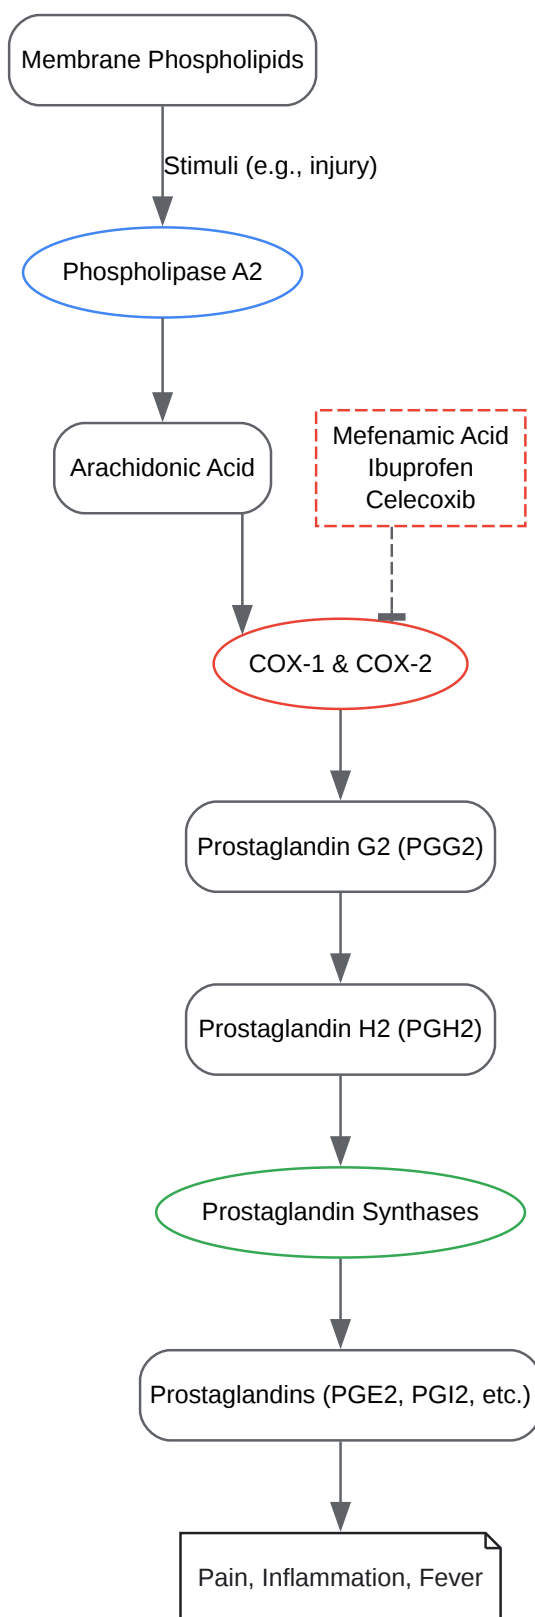 Membrane Phospholipids
Stimuli (e.g., injury)
Phospholipase A2
Arachidonic Acid
Mefenamic Acid
Ibuprofen
Celecoxib
COX-1 & COX-2
Prostaglandin G2 (PGG2)
Prostaglandin H2 (PGH2)
Prostaglandin Synthases
Prostaglandins (PGE2, PGI2, etc.)
Pain, Inflammation, Fever